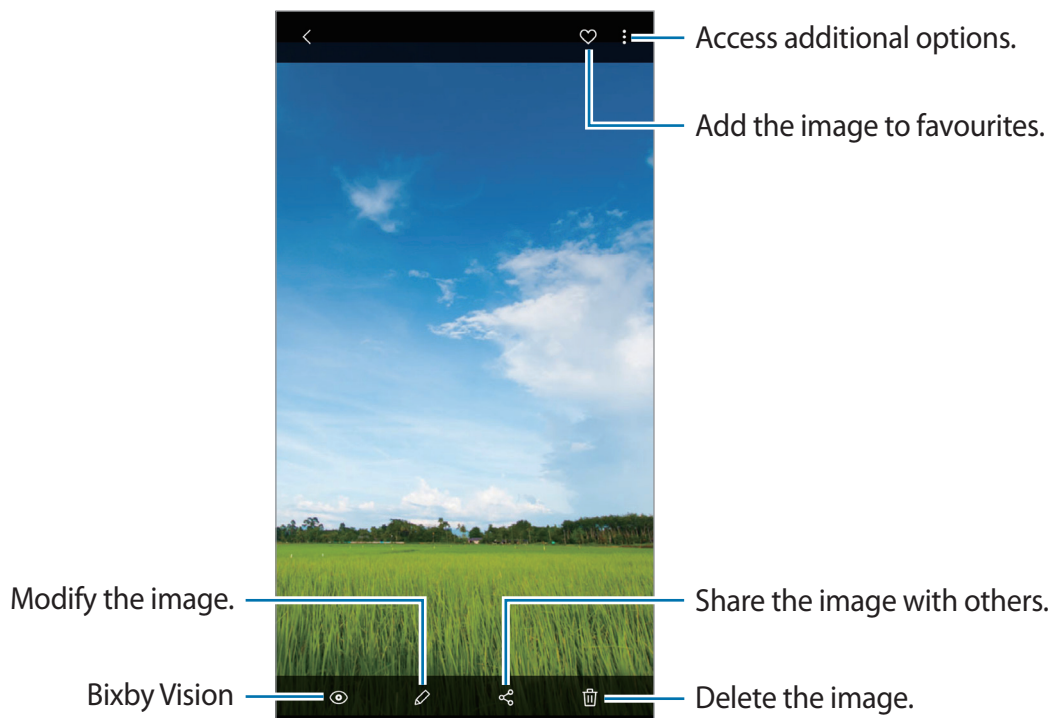 Access additional options.
Add the image to favourites.
Modify the image.
Share the image with others.
Bixby Vision
Delete the image.